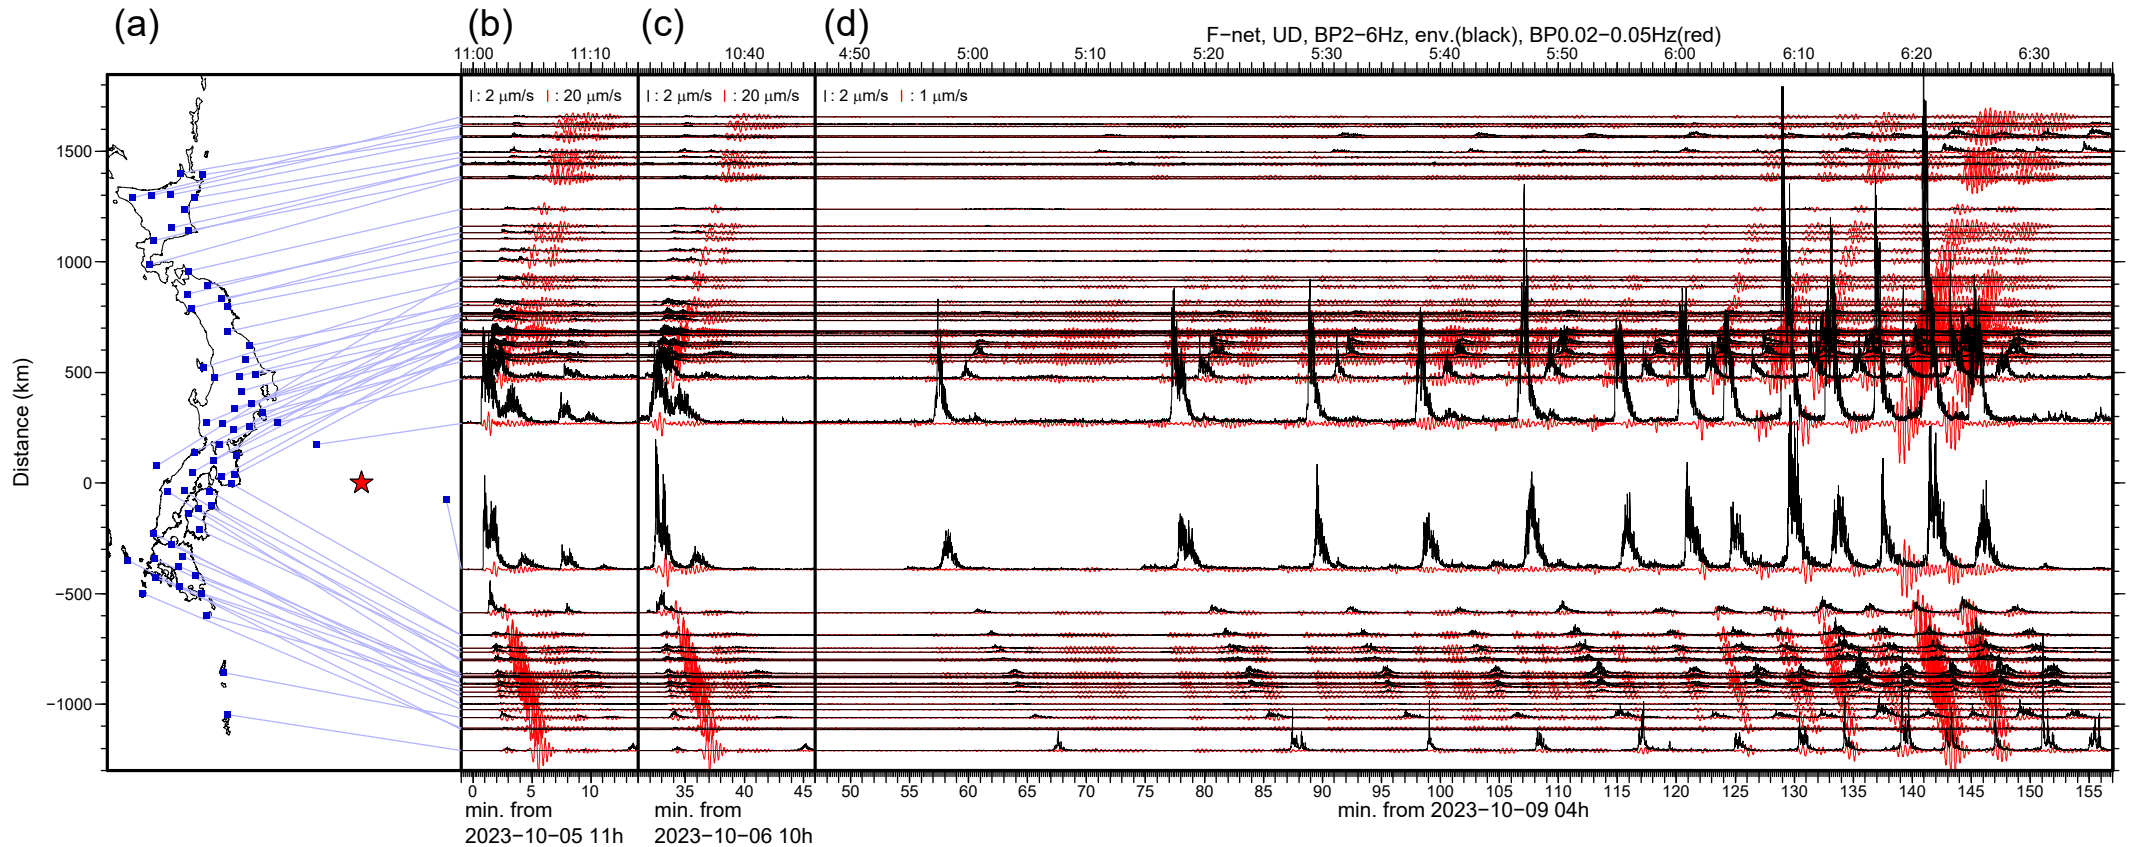 (a) (b) (c) (d)
F−net, UD, BP2−6Hz, env.(black), BP0.02−0.05Hz(red)
11:00 11:10 10:40 4:50 5:00 5:10 5:20 5:30 5:40 5:50 6:00 6:10 6:20 6:30
: 2 μm/s : 20 μm/s : 2 μm/s : 20 μm/s : 2 μm/s : 1 μm/s
1500
1000
500
0
−500
−1000
Distance (km)
0 5 10 35 40 45 50 55 60 65 70 75 80 85 90 95 100 105 110 115 120 125 130 135 140 145 150 155
min. from
2023−10−05 11h
min. from
2023−10−06 10h
min. from 2023−10−09 04h